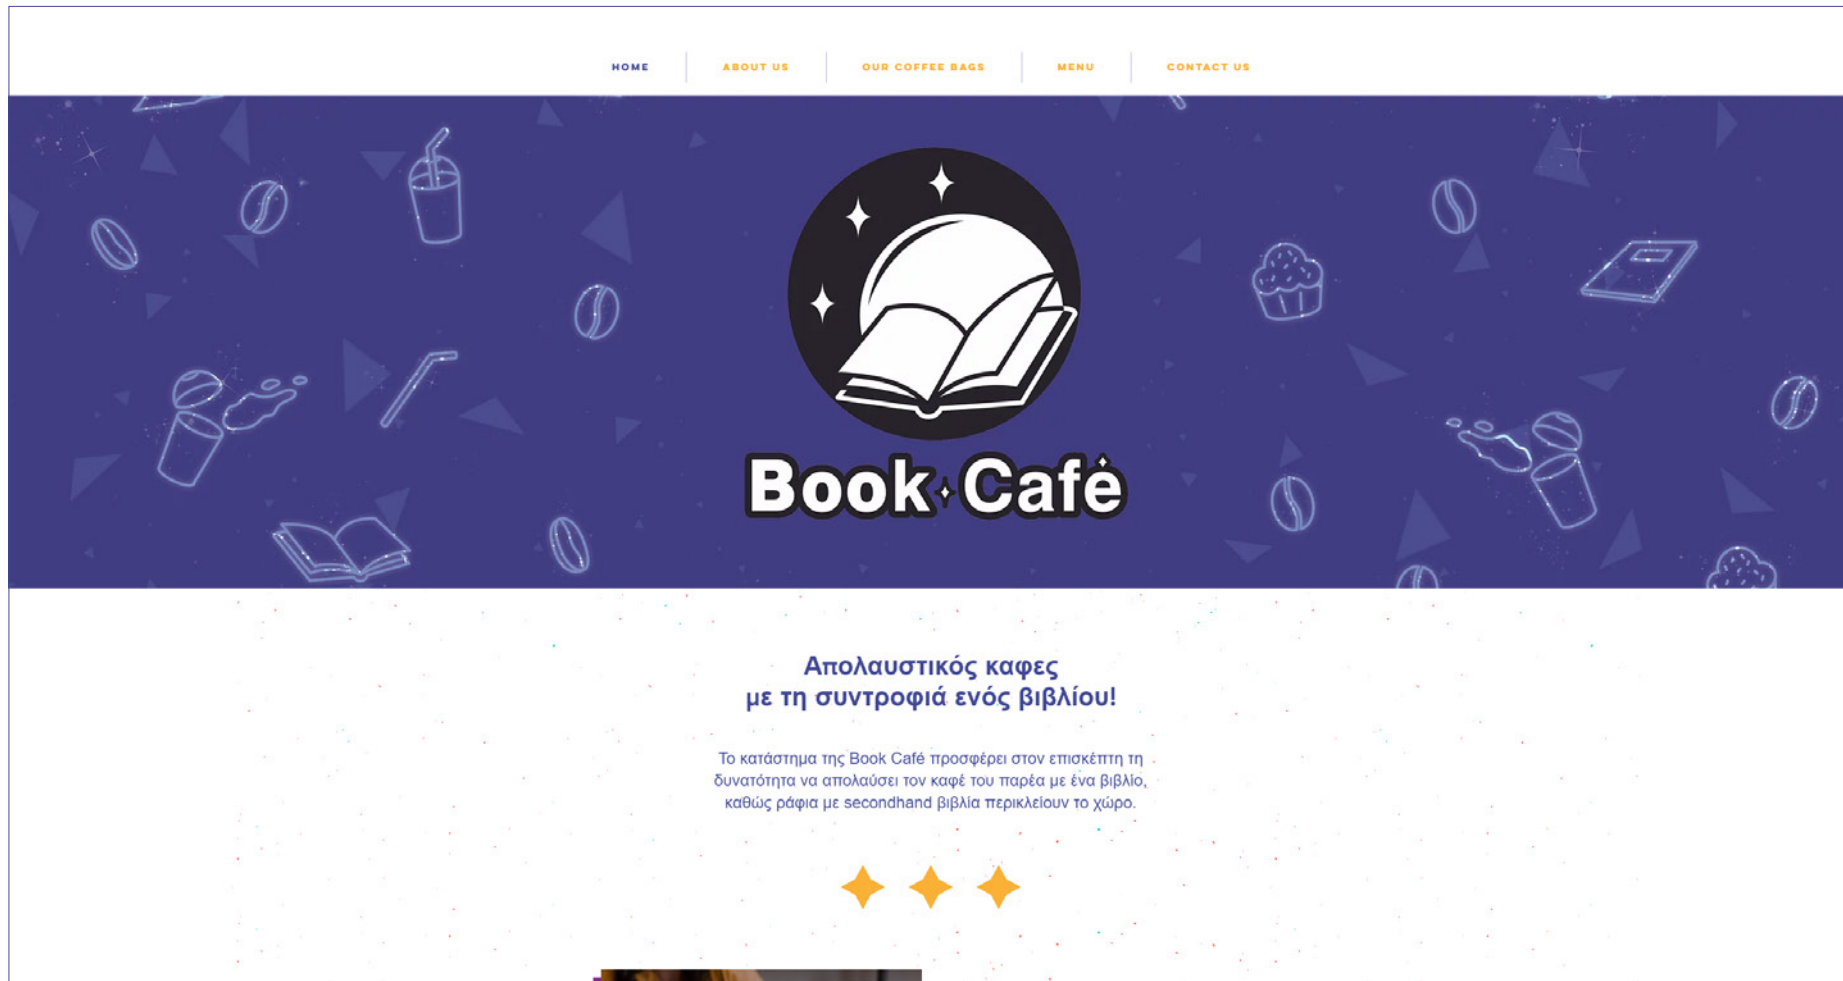 HOME
ABOUT US
OUR COFFEE BAGS
MENU
CONTACT US
Book Café
Απολαυστικός καφες
με τη συντροφιά ενός βιβλίου!
Το κατάστημα της Book Café προσφέρει στον επισκέπτη τη
δυνατότητα να απολαύσει τον καφέ του παρέα με ένα βιβλίο,
καθώς ράφια με secondhand βιβλία περικλείουν το χώρο.